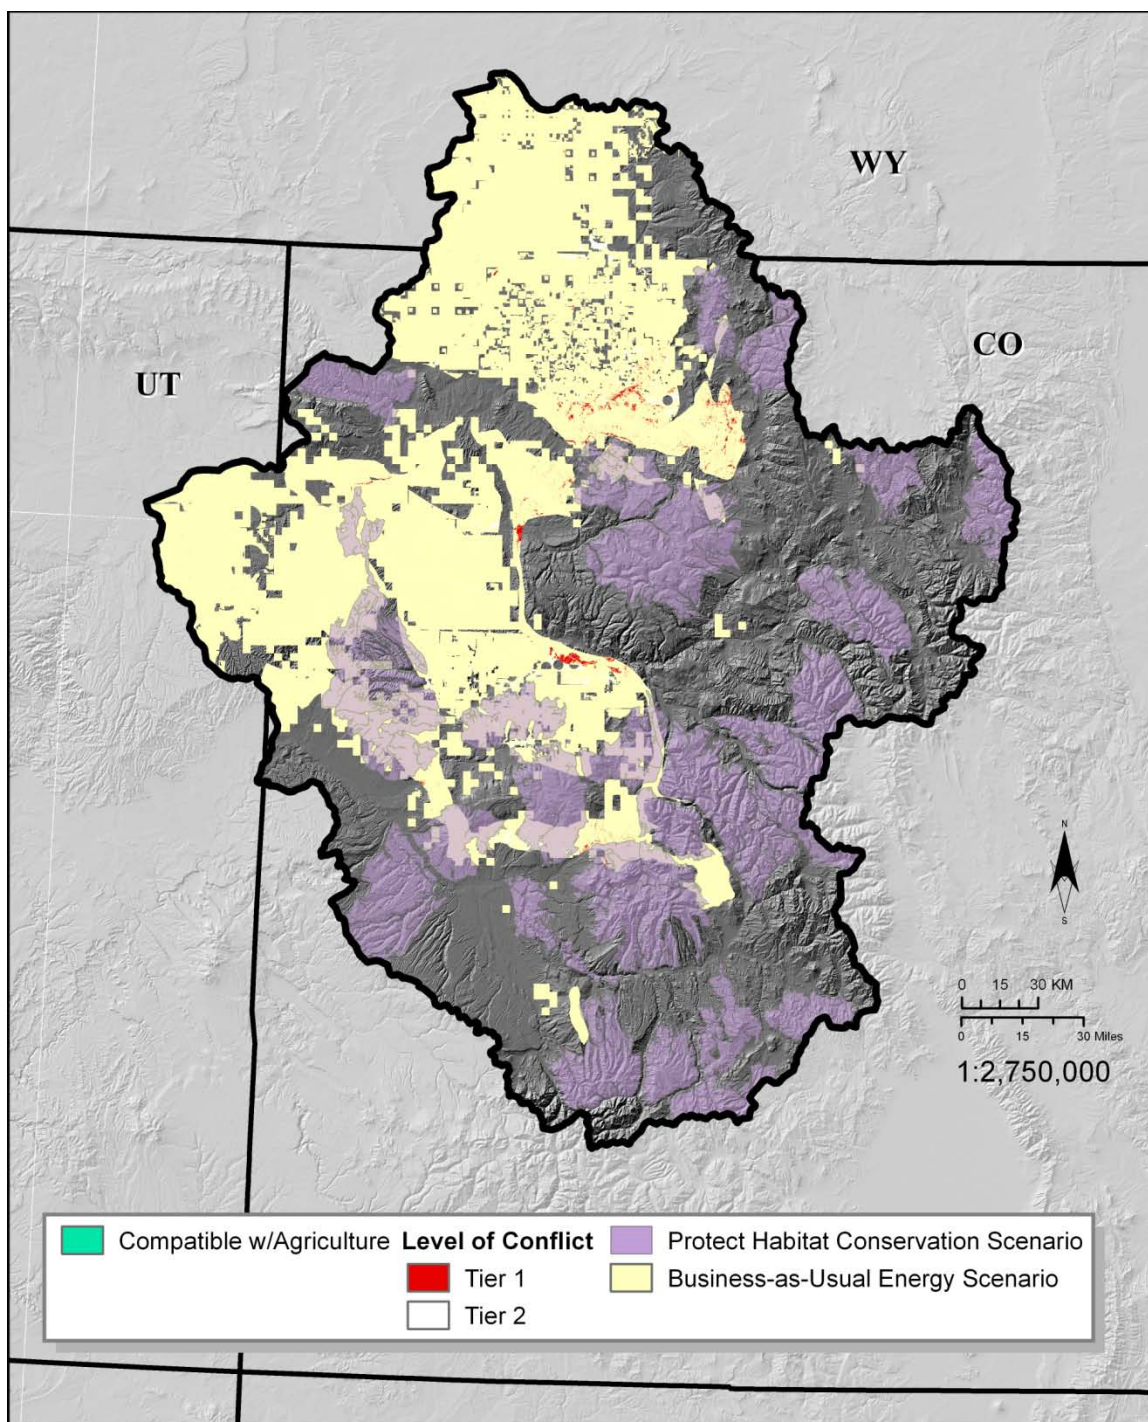 WY
CO
UT
N
S
0 15 30 KM
0 15 30 Miles
1:2,750,000
Compatible w/Agriculture Level of Conflict Protect Habitat Conservation Scenario
Tier 1 Business-as-Usual Energy Scenario
Tier 2